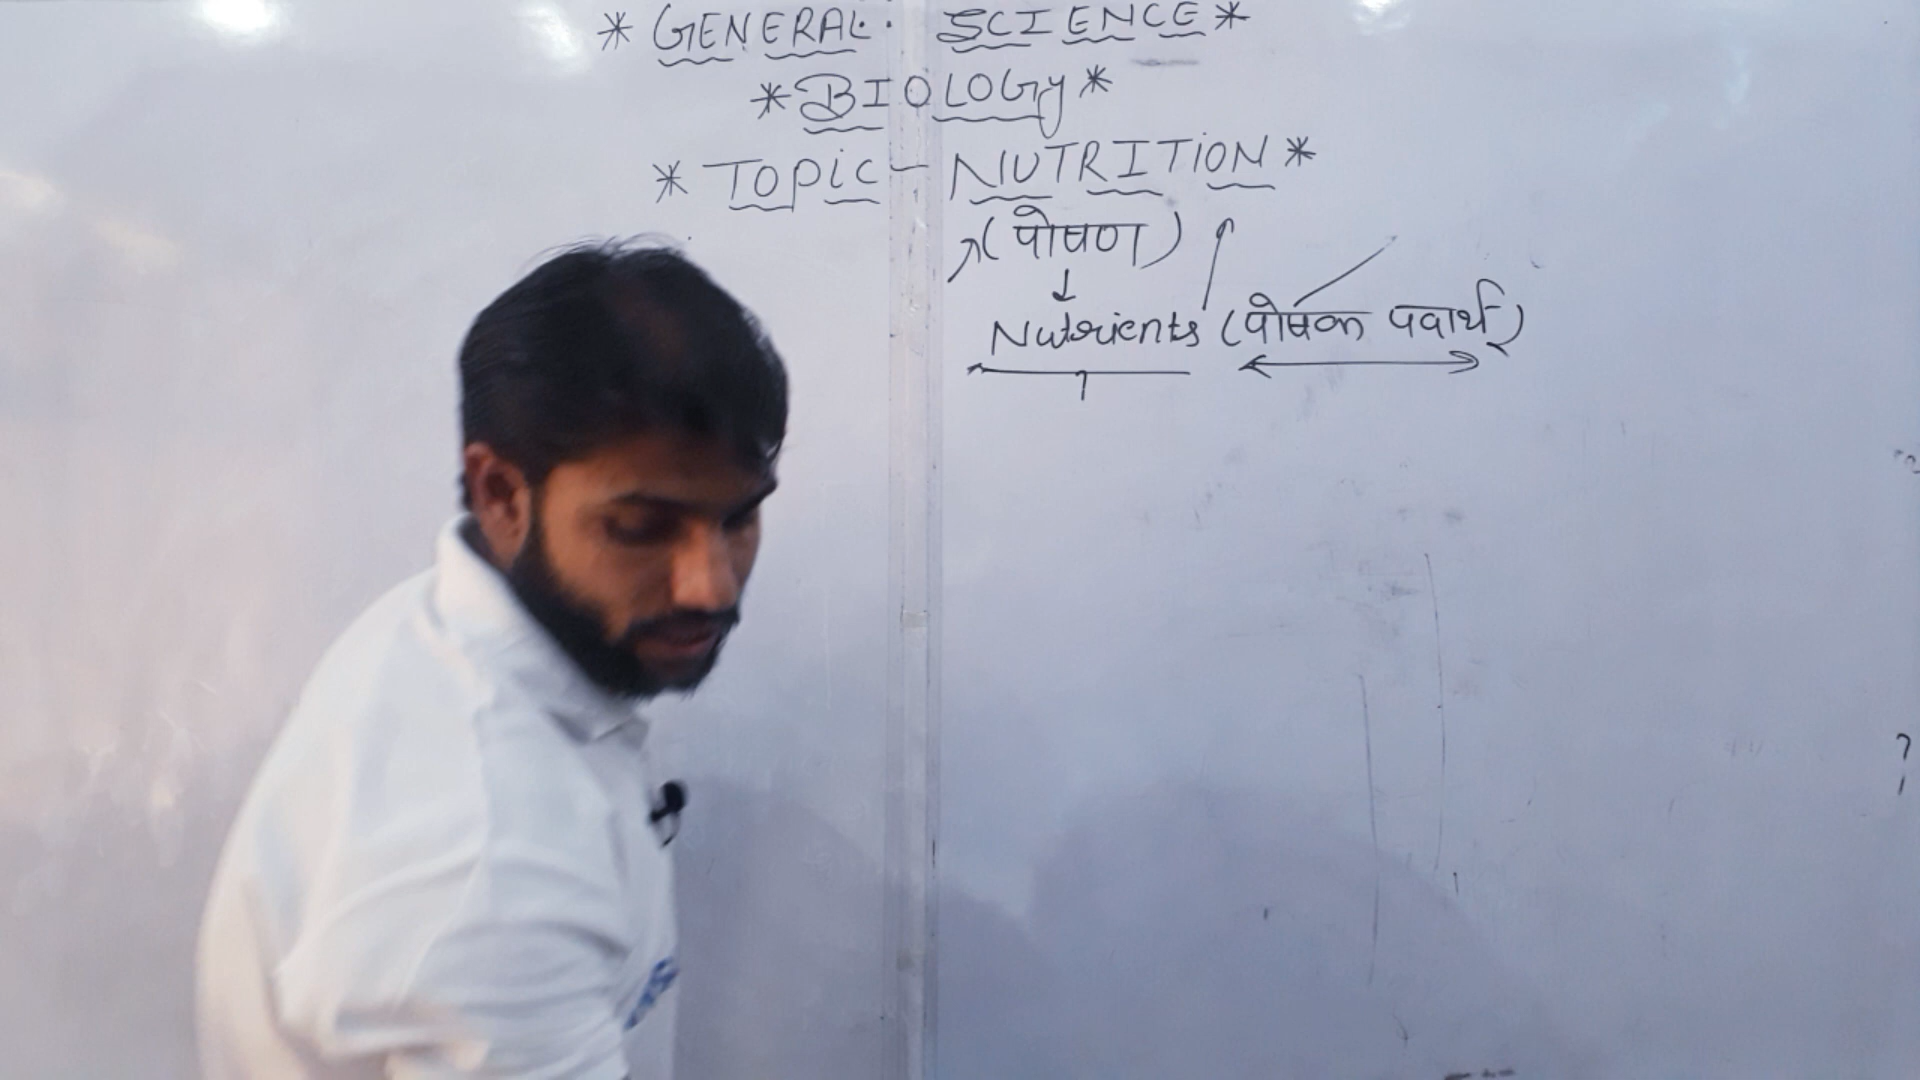 * GENERAL. SCIENCE *
* BIOLOGY *
* TOPIC - NUTRITION *
(पोषण)
↓
Nutrients (पोषक पदार्थ)
?